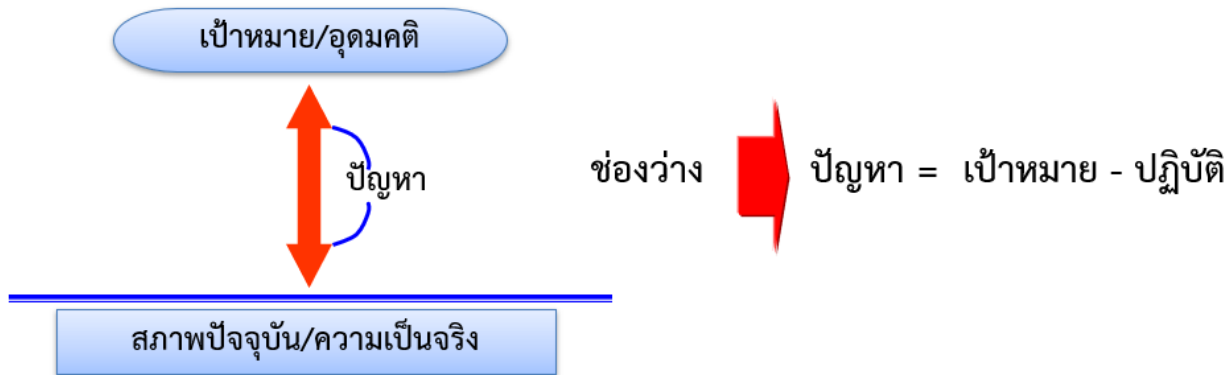 เป้าหมาย/อุดมคติ
ปัญหา
ช่องว่าง
ปัญหา = เป้าหมาย - ปฏิบัติ
สภาพปัจจุบัน/ความเป็นจริง